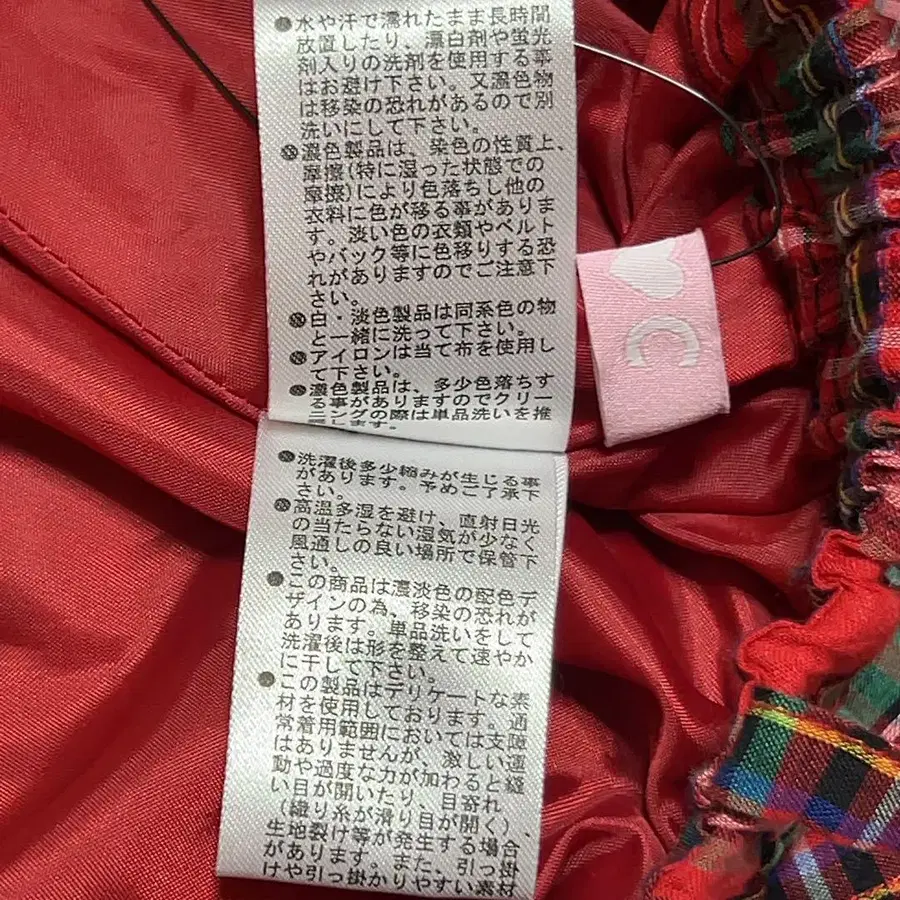 ●水や汗で濡れたまま長時間
放置したり、漂白剤や蛍光
剤入りの洗剤を使用する事
はお避け下さい。又温色物
は移染の恐れがあるので別
洗いにして下さい。
●濃色製品は、染色の性質上、
摩擦(特に湿った状態での
摩擦)により色落ちし他の
衣料に色が移る事がありま
す。淡い色の衣類やベルト
やバック等に色移りする恐
れがありますのでご注意下
さい。
●白・淡色製品は同系色の物
と一緒に洗って下さい。
●アイロンは当て布を使用し
て下さい。
●濃色製品は、多少色落ちす
る事がありますのでクリー
ニングの際は単品洗いを推
します。
●洗濯後多少縮みが生じる事
があります。予めご了承下
さい。
●高温多湿を避け、直射日光
の当たらない湿気が少なく
風通しの良い場所で保管下
さい。
●この商品は濃淡色の配色デ
ザインの為、移染の恐れが
あります。単品洗いをして
洗濯後は形を整えて速やか
に干して下さい。
●この製品はデリケートな素
材を使用しております。通
常着用範囲においては支障
はありませんが、激しい運
動や過度な力が加わると縫
い目が開いたり、目寄れ
(織り糸が滑り目が開く)、
生地裂け等が発生する場合
があります。また、引っ掛
けや引っ掛かりやすい素材
C